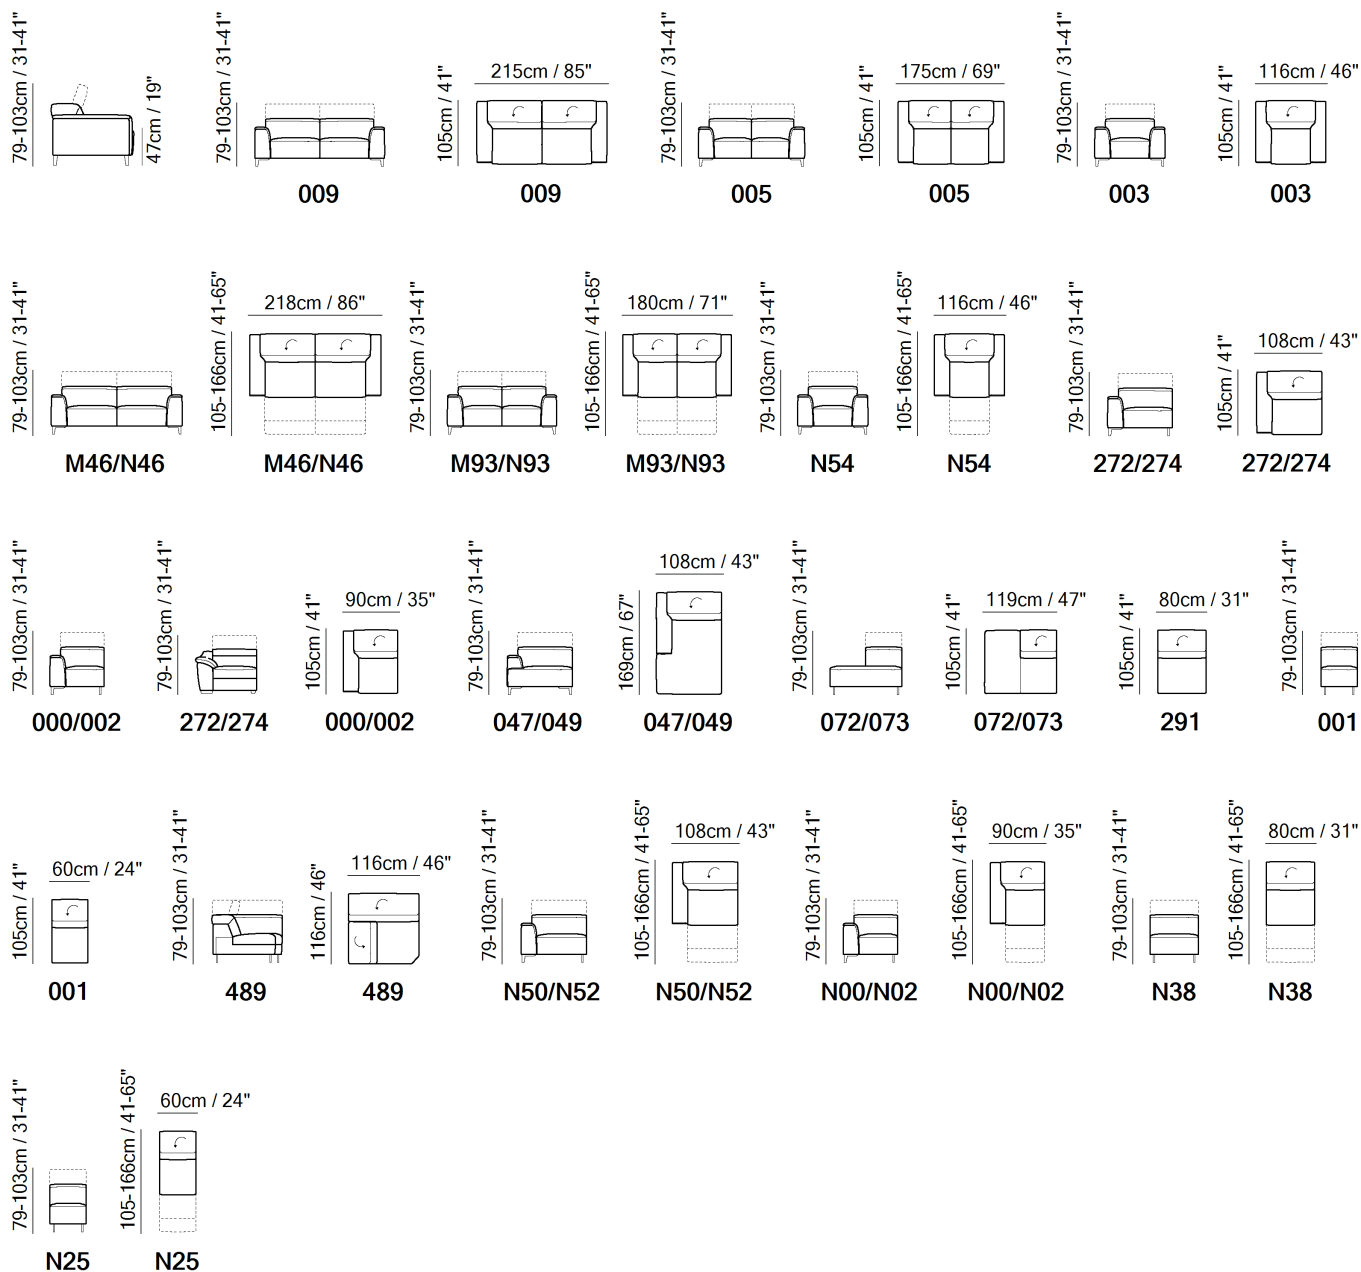 79-103cm / 31-41"
47cm / 19"
79-103cm / 31-41"
009
105cm / 41"
215cm / 85"
009
79-103cm / 31-41"
005
105cm / 41"
175cm / 69"
005
79-103cm / 31-41"
003
105cm / 41"
116cm / 46"
003
79-103cm / 31-41"
M46/N46
105-166cm / 41-65"
218cm / 86"
M46/N46
79-103cm / 31-41"
M93/N93
105-166cm / 41-65"
180cm / 71"
M93/N93
79-103cm / 31-41"
N54
105-166cm / 41-65"
116cm / 46"
N54
79-103cm / 31-41"
272/274
105cm / 41"
108cm / 43"
272/274
79-103cm / 31-41"
000/002
79-103cm / 31-41"
272/274
105cm / 41"
90cm / 35"
000/002
79-103cm / 31-41"
047/049
169cm / 67"
108cm / 43"
047/049
79-103cm / 31-41"
072/073
105cm / 41"
119cm / 47"
072/073
105cm / 41"
80cm / 31"
291
79-103cm / 31-41"
001
105cm / 41"
60cm / 24"
001
79-103cm / 31-41"
489
116cm / 46"
116cm / 46"
489
79-103cm / 31-41"
N50/N52
105-166cm / 41-65"
108cm / 43"
N50/N52
79-103cm / 31-41"
N00/N02
105-166cm / 41-65"
90cm / 35"
N00/N02
79-103cm / 31-41"
N38
105-166cm / 41-65"
80cm / 31"
N38
79-103cm / 31-41"
N25
105-166cm / 41-65"
60cm / 24"
N25